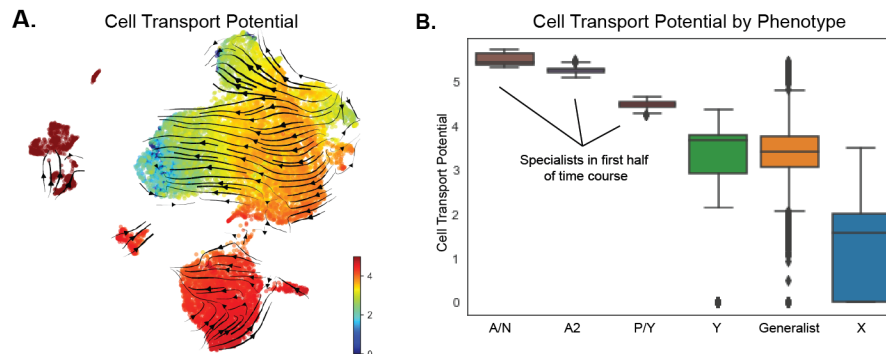 A.
Cell Transport Potential
4
2
0
B.
Cell Transport Potential by Phenotype
Cell Transport Potential
5
4
3
2
1
0
Specialists in first half
of time course
A/N
A2
P/Y
Y
Generalist
X